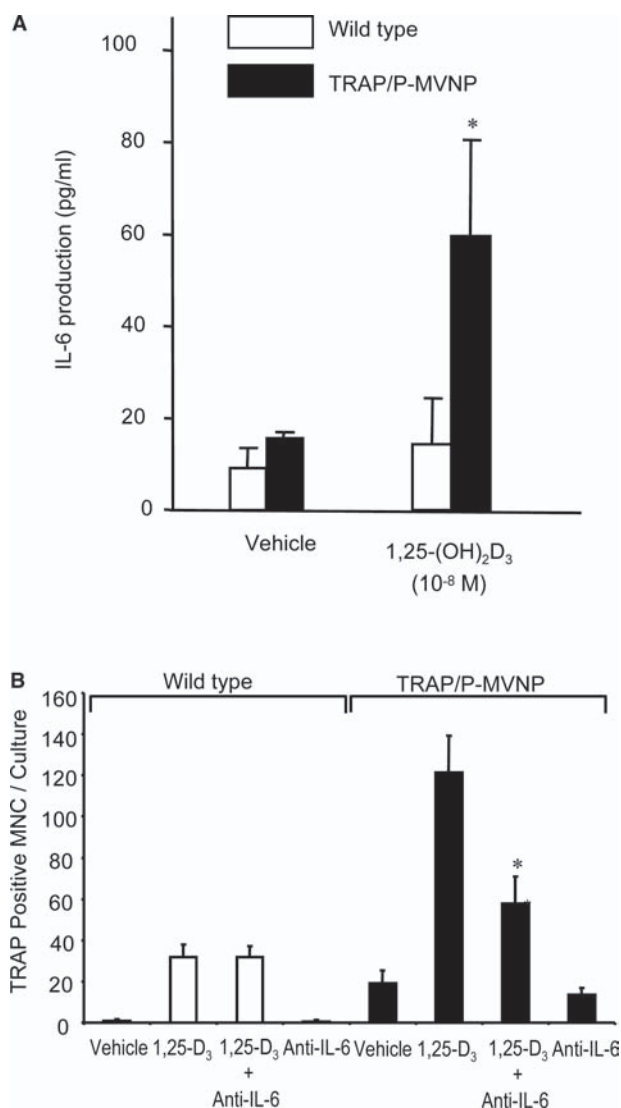 A
Wild type
TRAP/P-MVNP
IL-6 production (pg/ml)
100
80
60
40
20
0
*
Vehicle
1,25-(OH)₂D₃
(10⁻⁸ M)
B
Wild type
TRAP/P-MVNP
TRAP Positive MNC / Culture
160
140
120
100
80
60
40
20
0
*
Vehicle 1,25-D₃ 1,25-D₃ Anti-IL-6 Vehicle 1,25-D₃ 1,25-D₃ Anti-IL-6
+ +
Anti-IL-6 Anti-IL-6